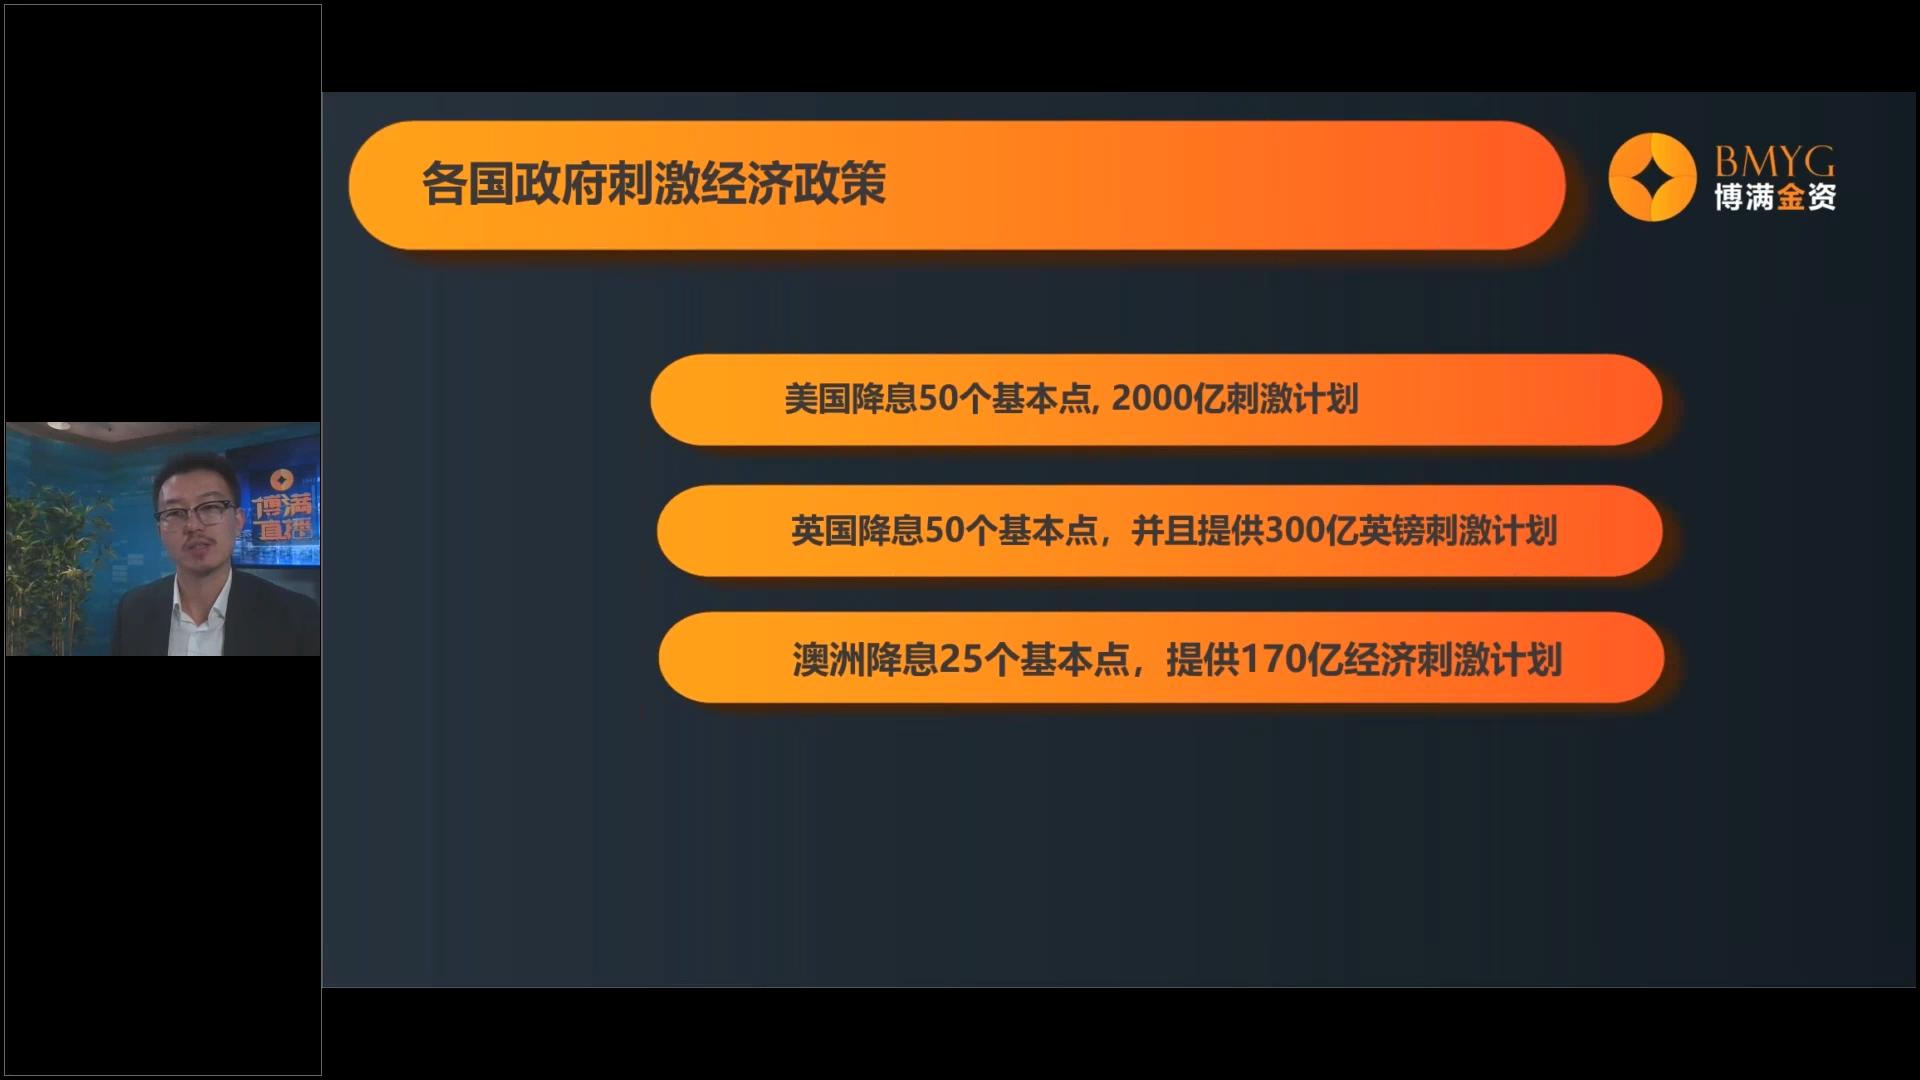 各国政府刺激经济政策
BMYG
博满金资
美国降息50个基本点, 2000亿刺激计划
英国降息50个基本点，并且提供300亿英镑刺激计划
澳洲降息25个基本点，提供170亿经济刺激计划
博满
直播